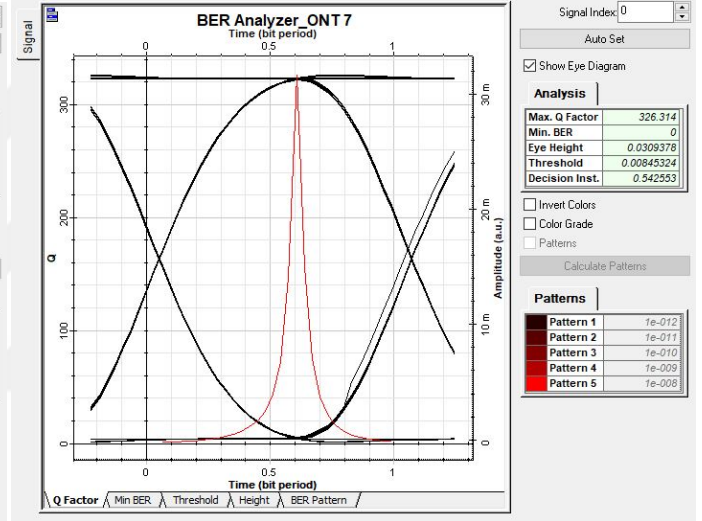 Signal
BER Analyzer_ONT 7
Time (bit period)
0 0.5 1
Q
300
200
100
0
Amplitude (a.u.)
30 m
20 m
10 m
0
0 0.5 1
Time (bit period)
Q Factor Min BER Threshold Height BER Pattern
Signal Index: 0
Auto Set
Show Eye Diagram
Analysis
Max. Q Factor 326.314
Min. BER 0
Eye Height 0.0309378
Threshold 0.00845324
Decision Inst. 0.542553
Invert Colors
Color Grade
Patterns
Calculate Patterns
Patterns
Pattern 1 1e-012
Pattern 2 1e-011
Pattern 3 1e-010
Pattern 4 1e-009
Pattern 5 1e-008